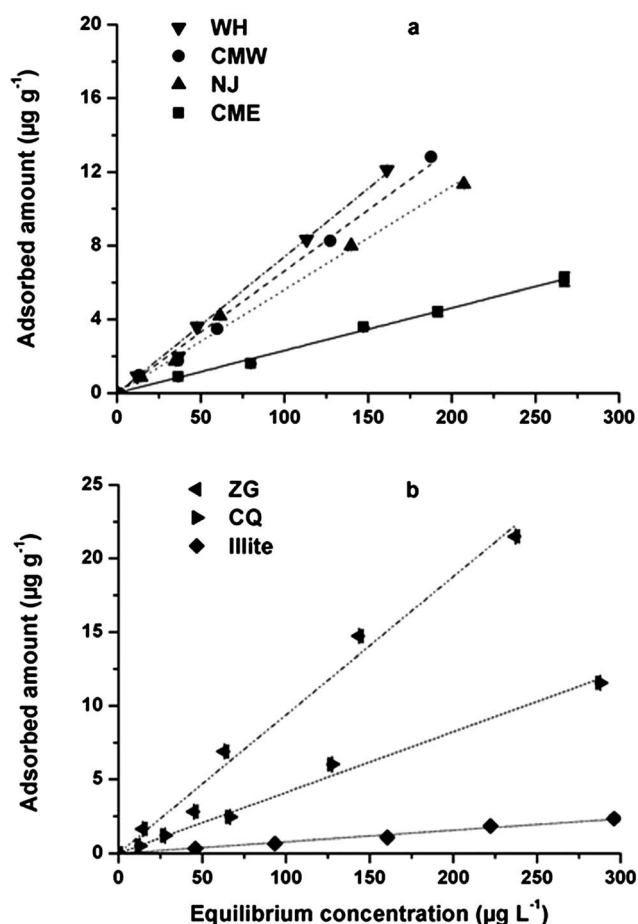 20
16
12
8
4
0
Adsorbed amount (µg g⁻¹)
WH
CMW
NJ
CME
a
0 50 100 150 200 250 300
25
20
15
10
5
0
Adsorbed amount (µg g⁻¹)
ZG
CQ
Illite
b
0 50 100 150 200 250 300
Equilibrium concentration (µg L⁻¹)